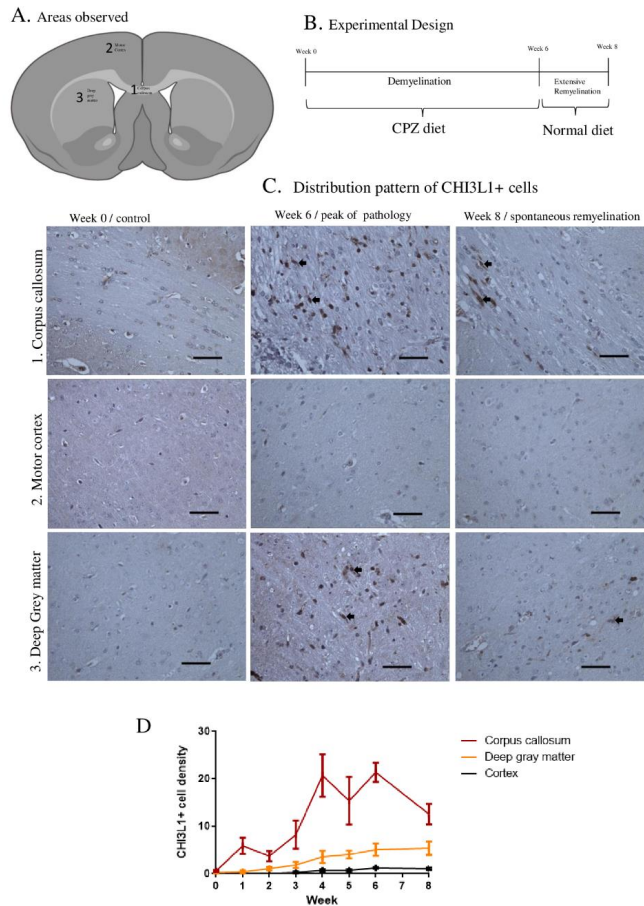 A. Areas observed
2 Motor Cortex
1 Corpus callosum
3 Deep grey matter
B. Experimental Design
Week 0
Week 6
Week 8
Demyelination
Extensive
Remyelination
CPZ diet
Normal diet
C. Distribution pattern of CHI3L1+ cells
Week 0 / control
Week 6 / peak of pathology
Week 8 / spontaneous remyelination
1. Corpus callosum
2. Motor cortex
3. Deep Grey matter
D
CHI3L1+ cell density
30
20
10
0
0 1 2 3 4 5 6 7 8
Week
Corpus callosum
Deep gray matter
Cortex